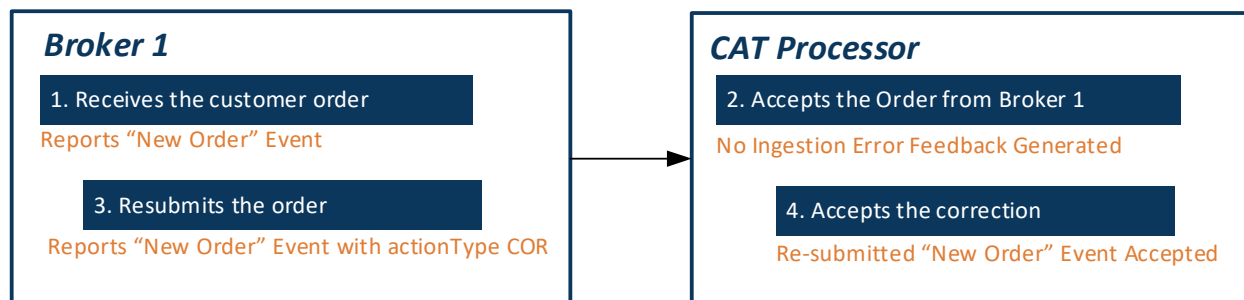 Broker 1
1. Receives the customer order
Reports “New Order” Event
3. Resubmits the order
Reports “New Order” Event with actionType COR
CAT Processor
2. Accepts the Order from Broker 1
No Ingestion Error Feedback Generated
4. Accepts the correction
Re-submitted “New Order” Event Accepted